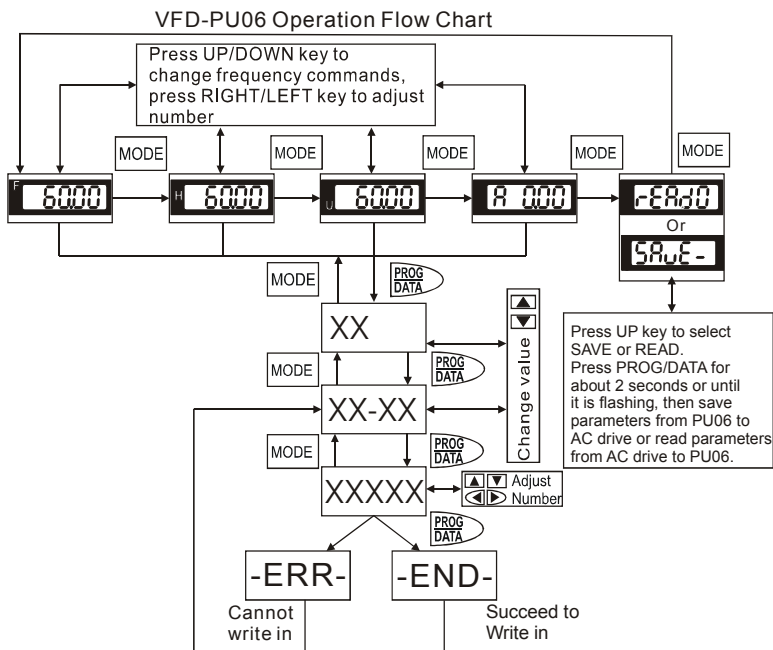 VFD-PU06 Operation Flow Chart
Press UP/DOWN key to
change frequency commands,
press RIGHT/LEFT key to adjust
number
MODE
MODE
MODE
MODE
MODE
F 60.00
H 60.00
U 60.00
A 0.00
rEAd0
Or
SAvE-
MODE
PROG
DATA
XX
MODE
PROG
DATA
XX-XX
MODE
PROG
DATA
XXXXX
Change value
Press UP key to select
SAVE or READ.
Press PROG/DATA for
about 2 seconds or until
it is flashing, then save
parameters from PU06 to
AC drive or read parameters
from AC drive to PU06.
Adjust
Number
PROG
DATA
-ERR-
-END-
Cannot
write in
Succeed to
Write in